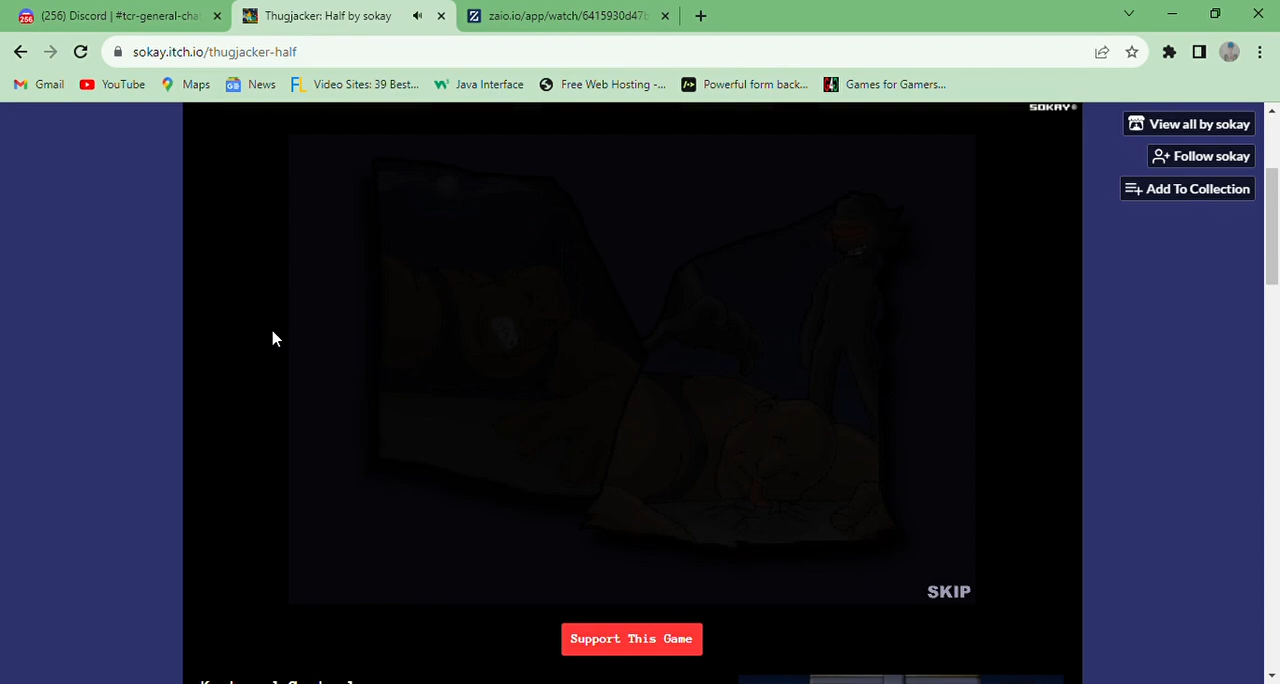 (256) Discord | #tcr-general-cha
Thugjacker: Half by sokay
zaio.io/app/watch/6415930d47b
256
sokay.itch.io/thugjacker-half
Gmail
YouTube
Maps
News
Video Sites: 39 Best...
Java Interface
Free Web Hosting -...
Powerful form back...
Games for Gamers...
SOKAY
View all by sokay
Follow sokay
Add To Collection
SKIP
Support This Game